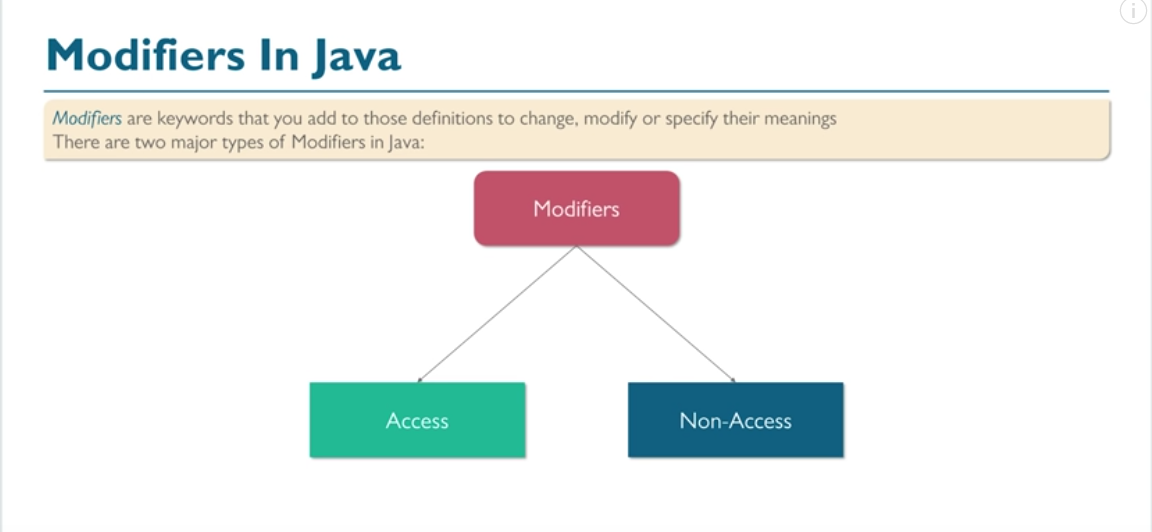 Modifiers In Java
Modifiers are keywords that you add to those definitions to change, modify or specify their meanings
There are two major types of Modifiers in Java:
Modifiers
Access
Non-Access